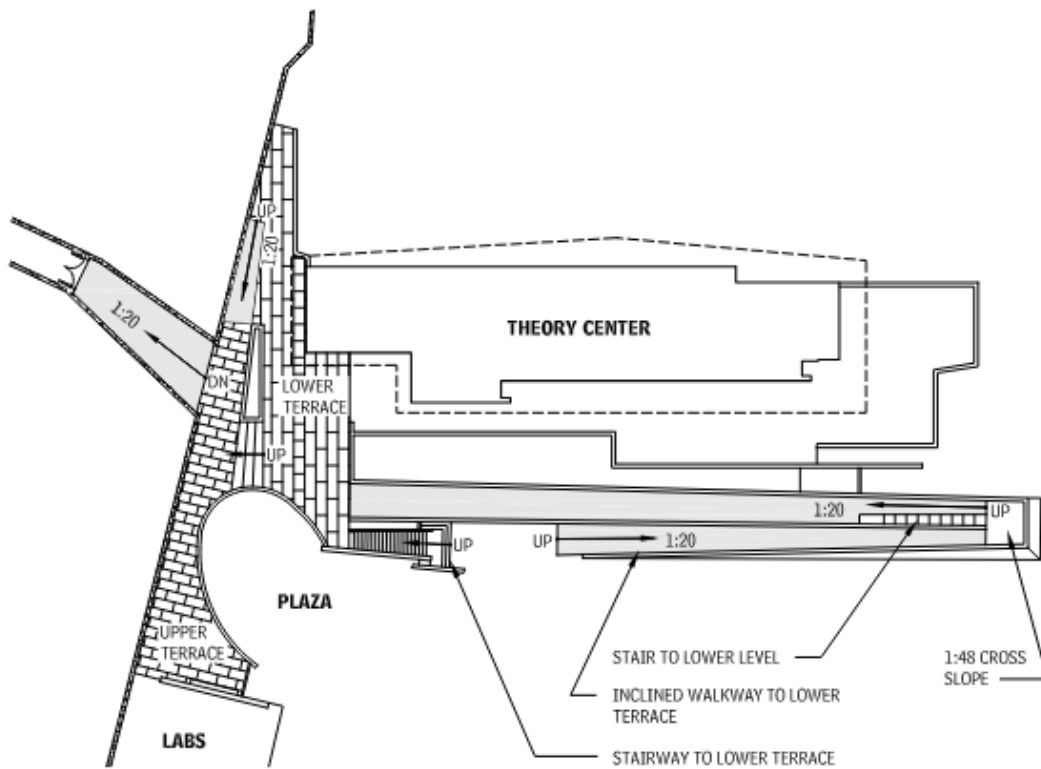 UP
1:20
1:20
THEORY CENTER
DN
LOWER
TERRACE
UP
1:20
UP
UP
UP
1:20
PLAZA
UPPER
TERRACE
STAIR TO LOWER LEVEL
1:48 CROSS
SLOPE
INCLINED WALKWAY TO LOWER
TERRACE
LABS
STAIRWAY TO LOWER TERRACE